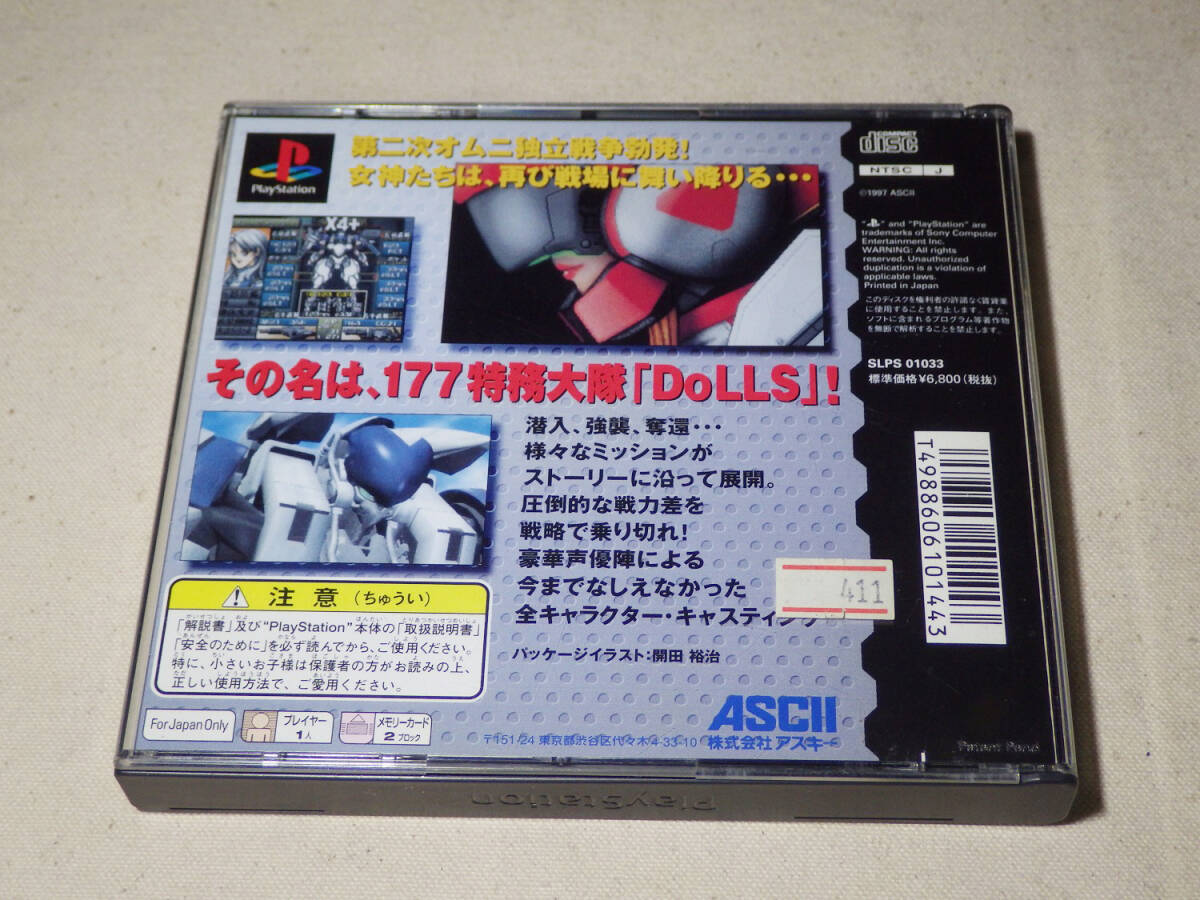 PlayStation
第二次オムニ独立戦争勃発!
女神たちは、再び戦場に舞い降りる・・・
X4+
その名は、177特務大隊「DoLLS」!
潜入、強襲、奪還・・・
様々なミッションが
ストーリーに沿って展開。
圧倒的な戦力差を
戦略で乗り切れ!
豪華声優陣による
今までなしえなかった
全キャラクター・キャスティング
411
パッケージイラスト:開田 裕治
注意(ちゅうい)
「解説書」及び"PlayStation"本体の「取扱説明書」
「安全のために」を必ず読んでから、ご使用ください。
特に、小さいお子様は保護者の方がお読みの上、
正しい使用方法で、ご愛用ください。
For Japan Only
プレイヤー
1人
メモリーカード
2ブロック
ASCII
株式会社アスキー
〒151/24 東京都渋谷区代々木4-33-10
COMPACT
disc
NTSC J
©1997 ASCII
"PS" and "PlayStation" are
trademarks of Sony Computer
Entertainment Inc.
WARNING: All rights
reserved. Unauthorized
duplication is a violation of
applicable laws.
Printed in Japan
このディスクを権利者の許諾なく賃貸業
に使用することを禁止します。また、
ソフトに含まれるプログラム等著作物
を無断で解析することを禁止します。
SLPS 01033
標準価格¥6,800(税抜)
T4988606101443
Patent Pend
PlayStation